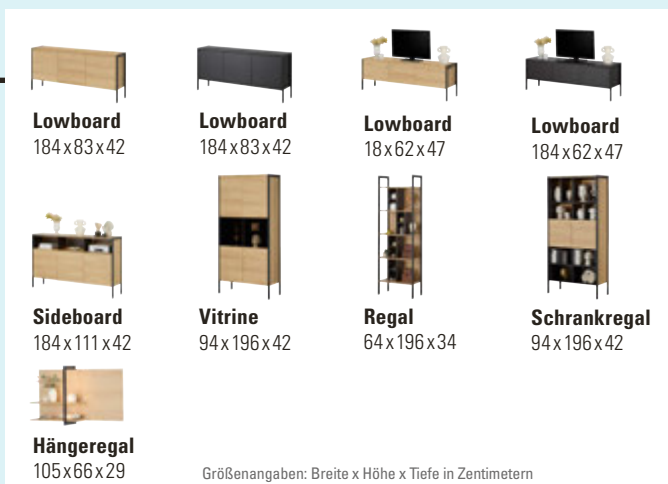 Lowboard
184x83x42
Lowboard
184x83x42
Lowboard
18x62x47
Lowboard
184x62x47
Sideboard
184x111x42
Vitrine
94x196x42
Regal
64x196x34
Schrankregal
94x196x42
Hängeregal
105x66x29
Größenangaben: Breite x Höhe x Tiefe in Zentimetern